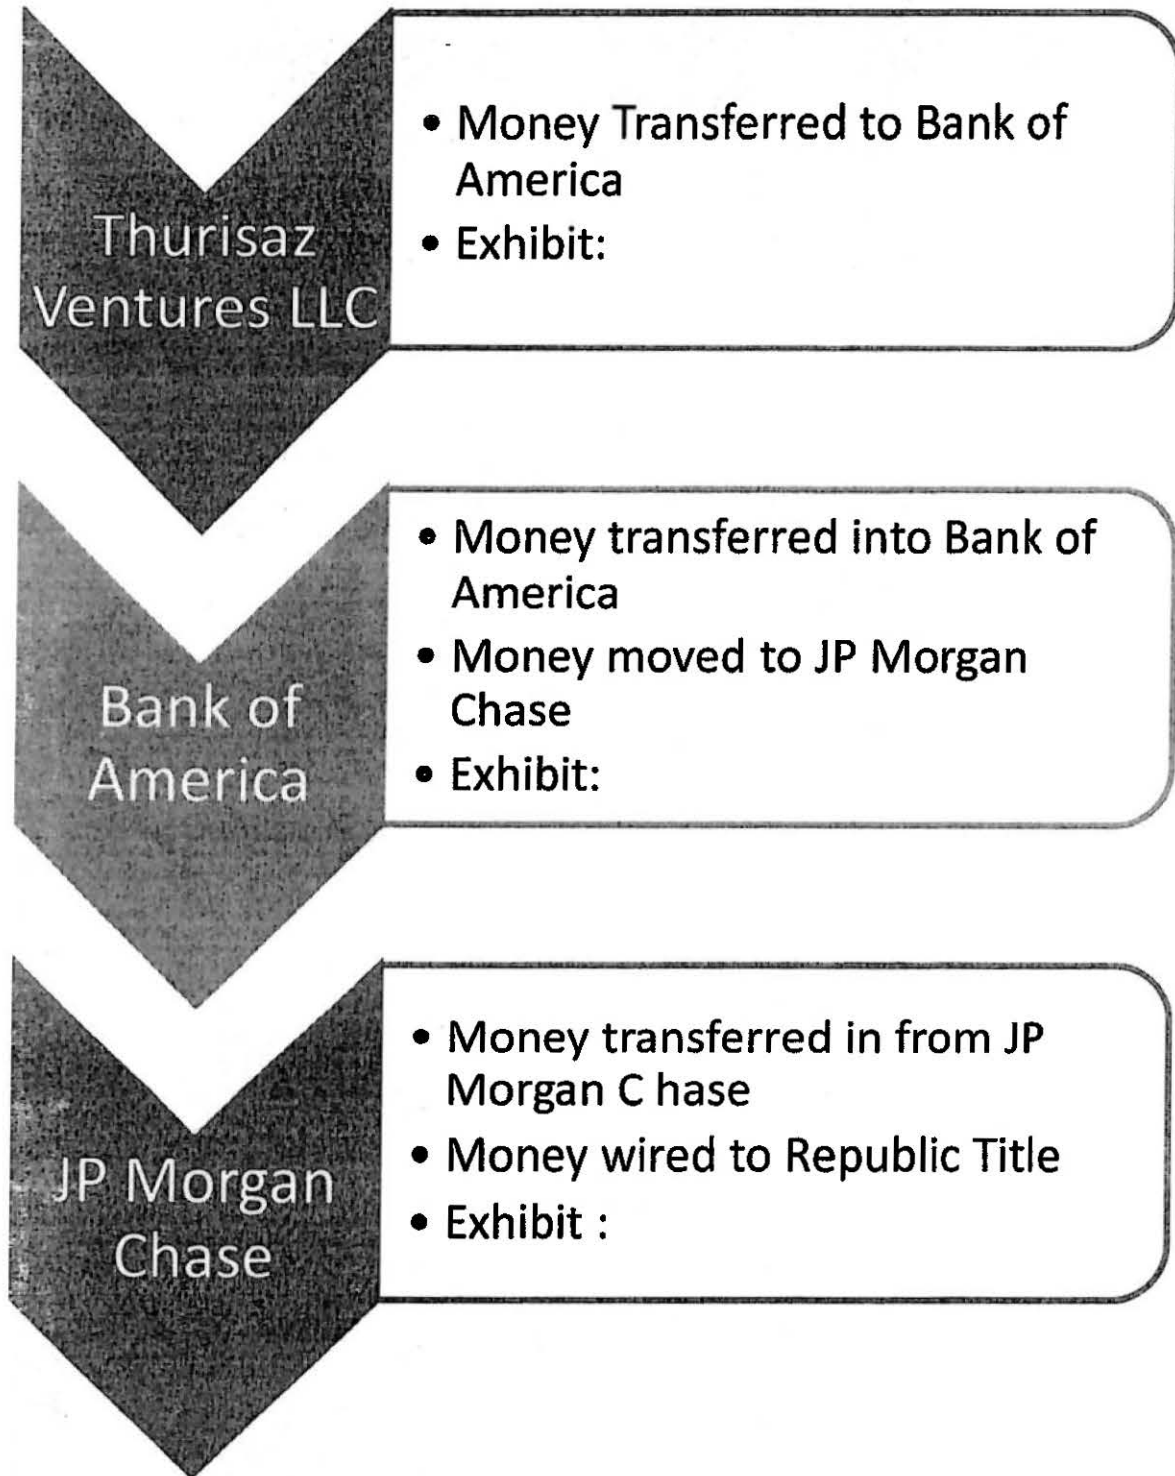 Thurisaz
Ventures LLC
• Money Transferred to Bank of
America
• Exhibit:
Bank of
America
• Money transferred into Bank of
America
• Money moved to JP Morgan
Chase
• Exhibit:
JP Morgan
Chase
• Money transferred in from JP
Morgan C hase
• Money wired to Republic Title
• Exhibit :